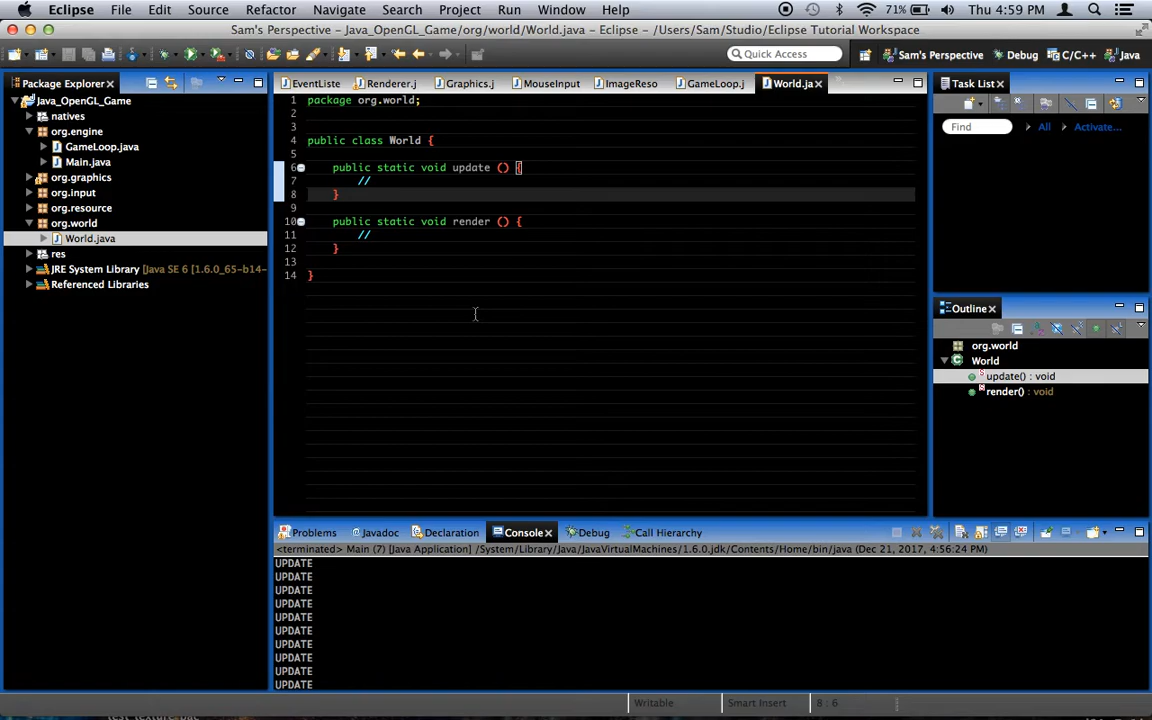 Eclipse File Edit Source Refactor Navigate Search Project Run Window Help 71% Thu 4:59 PM
Sam's Perspective - Java_OpenGL_Game/org/world/World.java - Eclipse - /Users/Sam/Studio/Eclipse Tutorial Workspace
Quick Access Sam's Perspective Debug C/C++ Java
Package Explorer
Java_OpenGL_Game
natives
org.engine
GameLoop.java
Main.java
org.graphics
org.input
org.resource
org.world
World.java
res
JRE System Library [Java SE 6 [1.6.0_65-b14-
Referenced Libraries
EventListe Renderer.j Graphics.j MouseInput ImageReso GameLoop.j World.ja
1 package org.world;
2
3
4 public class World {
5
6 public static void update () {
7 //
8 }
9
10 public static void render () {
11 //
12 }
13
14 }
Task List
Find All Activate...
Outline
org.world
World
update() : void
render() : void
Problems Javadoc Declaration Console Debug Call Hierarchy
<terminated> Main (7) [Java Application] /System/Library/Java/JavaVirtualMachines/1.6.0.jdk/Contents/Home/bin/java (Dec 21, 2017, 4:56:24 PM)
UPDATE
UPDATE
UPDATE
UPDATE
UPDATE
UPDATE
UPDATE
UPDATE
UPDATE
UPDATE
Writable Smart Insert 8 : 6